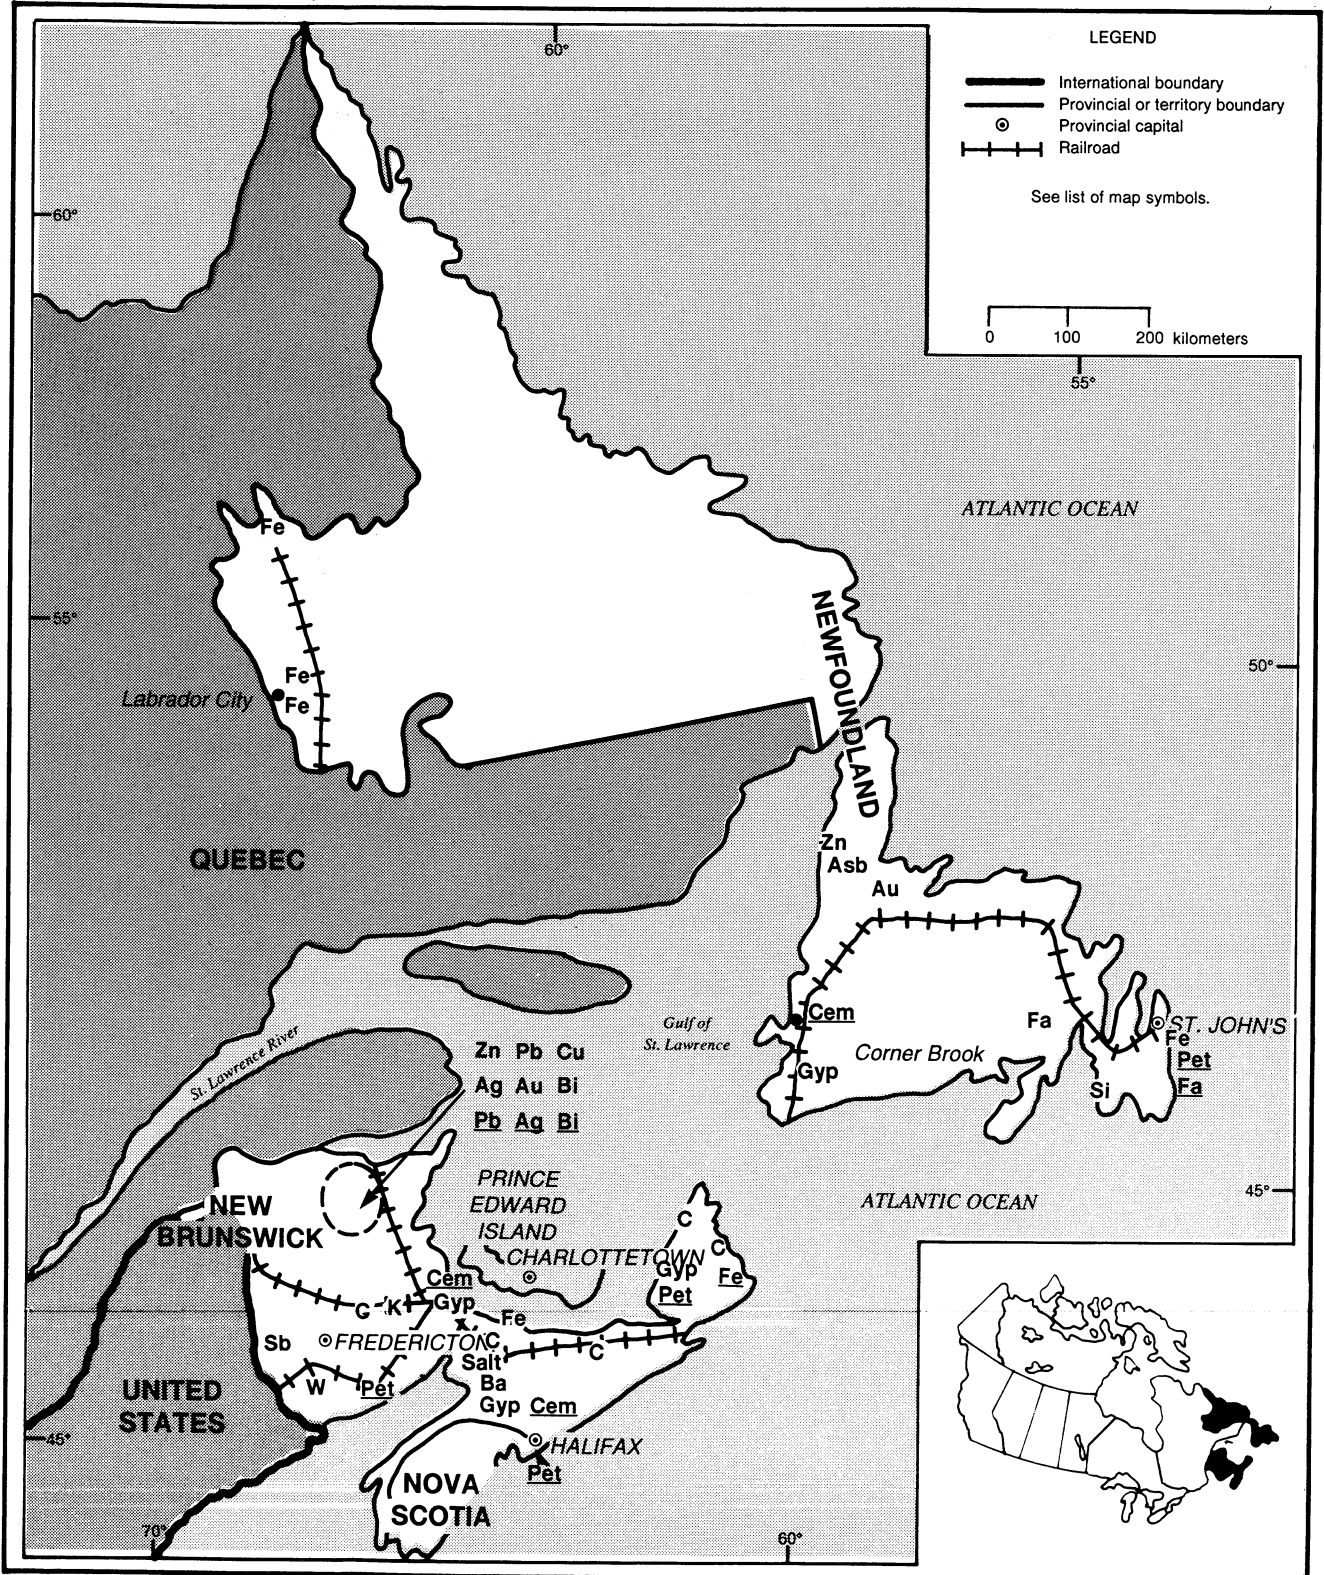 60°
LEGEND
International boundary
Provincial or territory boundary
Provincial capital
Railroad
See list of map symbols.
0 100 200 kilometers
60°
55°
ATLANTIC OCEAN
Fe
55°
NEWFOUNDLAND
50°
Fe
Labrador City
Fe
QUEBEC
Zn
Asb
Au
Cem
Fa
ST. JOHN'S
Gulf of
St. Lawrence
Fe
Corner Brook
Pet
Gyp
Fa
Si
St. Lawrence River
Zn Pb Cu
Ag Au Bi
Pb Ag Bi
PRINCE
EDWARD
ISLAND
CHARLOTTETOWN
45°
ATLANTIC OCEAN
NEW
BRUNSWICK
C
C
Gyp
Fe
Pet
Cem
Gyp
C K
Fe
Sb
FREDERICTON
C
C
Salt
W
Pet
Ba
Gyp Cem
UNITED
STATES
45°
HALIFAX
Pet
NOVA
SCOTIA
70°
60°